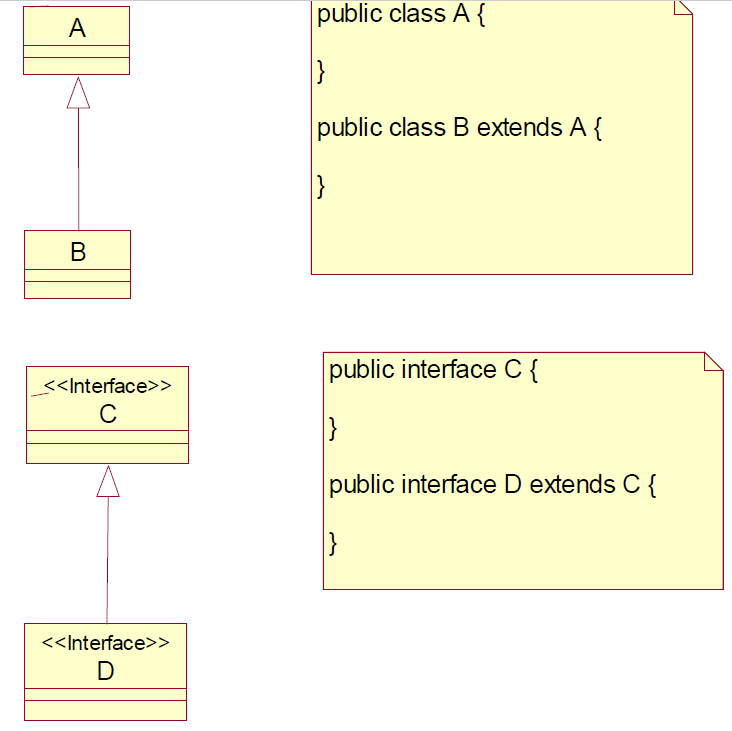 A
B
public class A {
}
public class B extends A {
}
<<Interface>>
C
<<Interface>>
D
public interface C {
}
public interface D extends C {
}